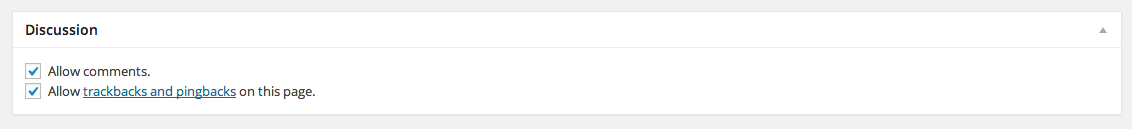 Discussion
Allow comments.
Allow trackbacks and pingbacks on this page.